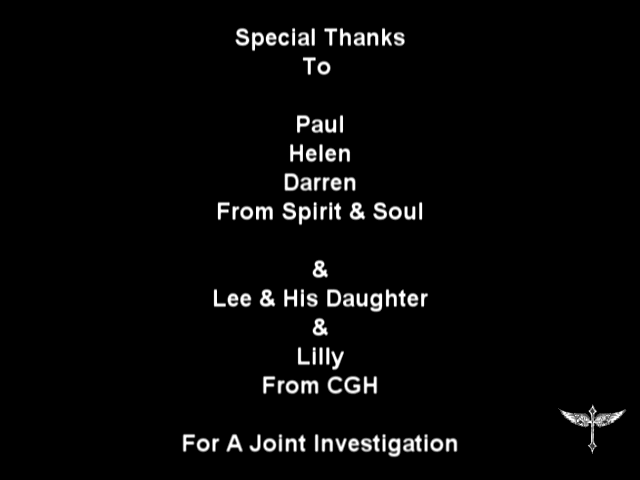 Special Thanks
To
Paul
Helen
Darren
From Spirit & Soul
&
Lee & His Daughter
&
Lilly
From CGH
For A Joint Investigation